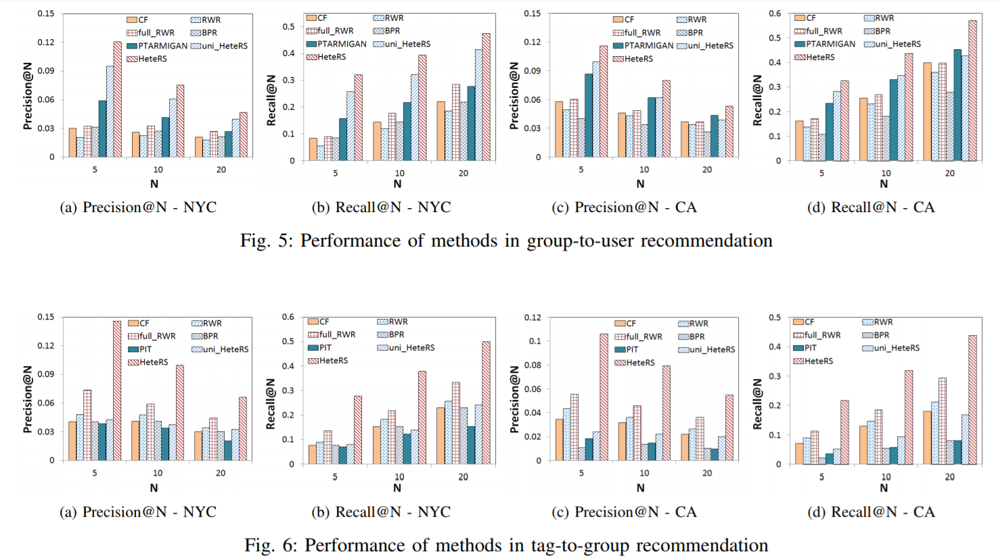 0.15
0.12
0.09
0.06
0.03
0
Precision@N
CF RWR
full_RWR BPR
PTARMIGAN uni_HeteRS
HeteRS
5 10 20
N
(a) Precision@N - NYC
0.5
0.4
0.3
0.2
0.1
0
Recall@N
CF RWR
full_RWR BPR
PTARMIGAN uni_HeteRS
HeteRS
5 10 20
N
(b) Recall@N - NYC
0.15
0.12
0.09
0.06
0.03
0
Precision@N
CF RWR
full_RWR BPR
PTARMIGAN uni_HeteRS
HeteRS
5 10 20
N
(c) Precision@N - CA
0.6
0.5
0.4
0.3
0.2
0.1
0
Recall@N
CF RWR
full_RWR BPR
PTARMIGAN uni_HeteRS
HeteRS
5 10 20
N
(d) Recall@N - CA
Fig. 5: Performance of methods in group-to-user recommendation
0.15
0.12
0.09
0.06
0.03
0
Precision@N
CF RWR
full_RWR BPR
PIT uni_HeteRS
HeteRS
5 10 20
N
(a) Precision@N - NYC
0.6
0.5
0.4
0.3
0.2
0.1
0
Recall@N
CF RWR
full_RWR BPR
PIT uni_HeteRS
HeteRS
5 10 20
N
(b) Recall@N - NYC
0.12
0.1
0.08
0.06
0.04
0.02
0
Precision@N
CF RWR
full_RWR BPR
PIT uni_HeteRS
HeteRS
5 10 20
N
(c) Precision@N - CA
0.5
0.4
0.3
0.2
0.1
0
Recall@N
CF RWR
full_RWR BPR
PIT uni_HeteRS
HeteRS
5 10 20
N
(d) Recall@N - CA
Fig. 6: Performance of methods in tag-to-group recommendation